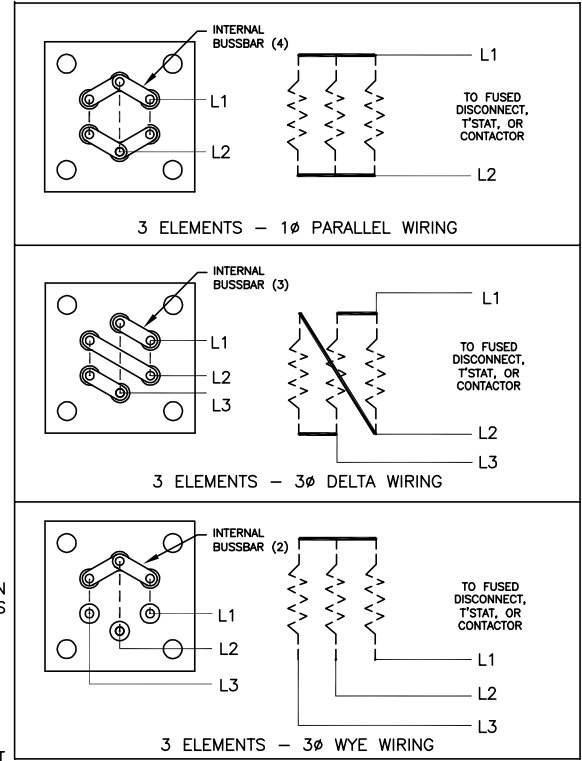 INTERNAL
BUSSBAR (4)
L1
L2
L1
L2
TO FUSED
DISCONNECT,
T'STAT, OR
CONTACTOR
3 ELEMENTS – 1ø PARALLEL WIRING
INTERNAL
BUSSBAR (3)
L1
L2
L3
L1
L2
L3
TO FUSED
DISCONNECT,
T'STAT, OR
CONTACTOR
3 ELEMENTS – 3ø DELTA WIRING
INTERNAL
BUSSBAR (2)
L1
L2
L3
L1
L2
L3
TO FUSED
DISCONNECT,
T'STAT, OR
CONTACTOR
3 ELEMENTS – 3ø WYE WIRING
N
S
T